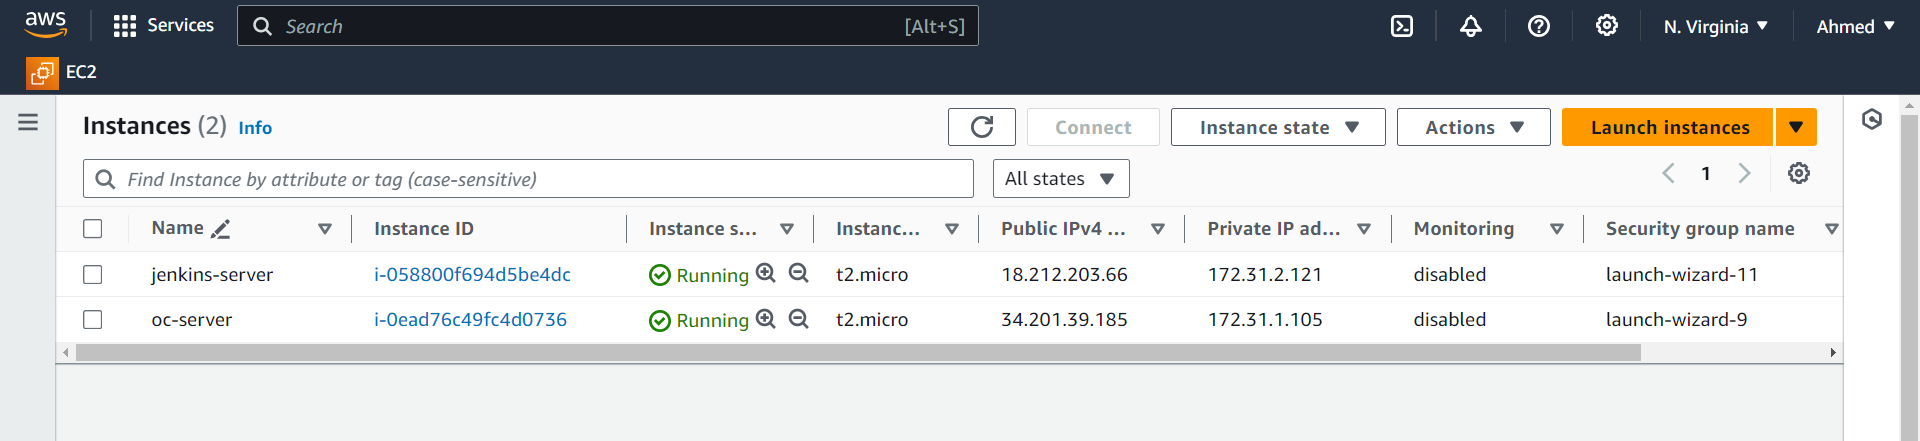 aws Services Search [Alt+S] N. Virginia Ahmed
EC2
Instances (2) Info Connect Instance state Actions Launch instances
Find Instance by attribute or tag (case-sensitive) All states 1
Name Instance ID Instance s... Instanc... Public IPv4 ... Private IP ad... Monitoring Security group name
jenkins-server i-058800f694d5be4dc Running t2.micro 18.212.203.66 172.31.2.121 disabled launch-wizard-11
oc-server i-0ead76c49fc4d0736 Running t2.micro 34.201.39.185 172.31.1.105 disabled launch-wizard-9